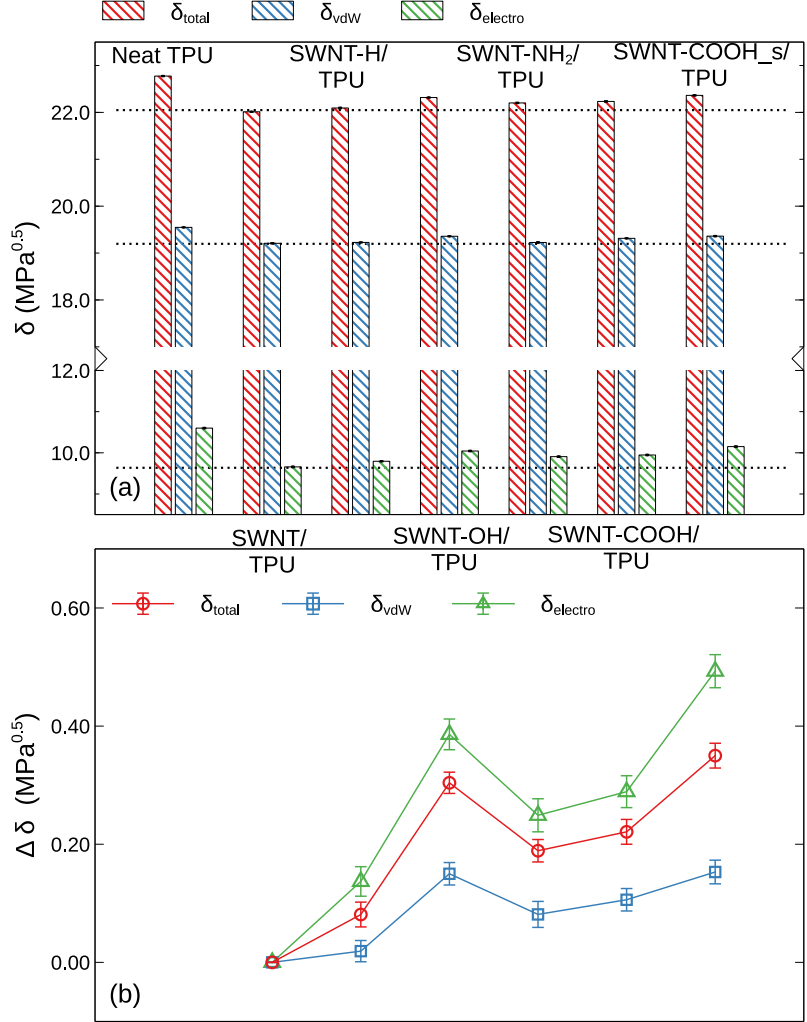 δtotal δvdW δelectro
Neat TPU SWNT-H/ SWNT-NH2/ SWNT-COOH_s/
TPU TPU TPU
22.0
20.0
18.0
12.0
10.0
δ (MPa0.5)
(a)
SWNT/ SWNT-OH/ SWNT-COOH/
TPU TPU TPU
0.60
δtotal δvdW δelectro
0.40
0.20
0.00
Δ δ (MPa0.5)
(b)